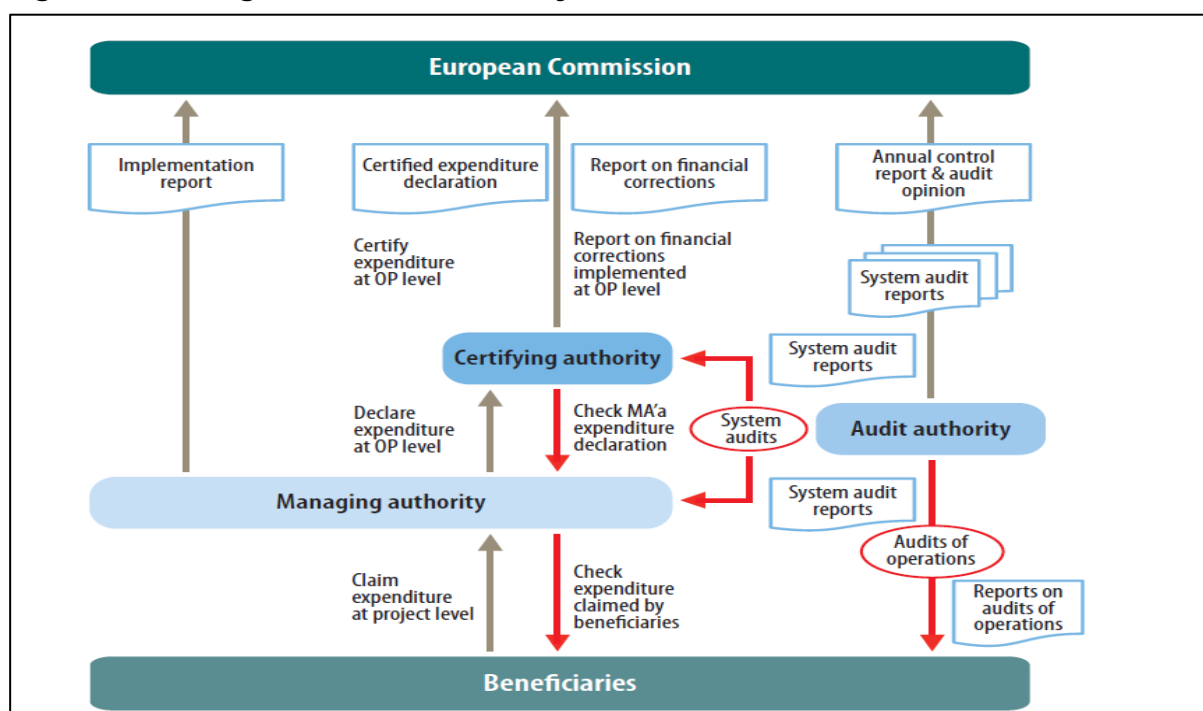 European Commission
Implementation
report
Certified expenditure
declaration
Report on financial
corrections
Annual control
report & audit
opinion
Certify
expenditure
at OP level
Report on financial
corrections
implemented
at OP level
System audit
reports
Certifying authority
System audit
reports
Declare
expenditure
at OP level
Check MA'a
expenditure
declaration
System
audits
Audit authority
Managing authority
System audit
reports
Audits of
operations
Claim
expenditure
at project level
Check
expenditure
claimed by
beneficiaries
Reports on
audits of
operations
Beneficiaries